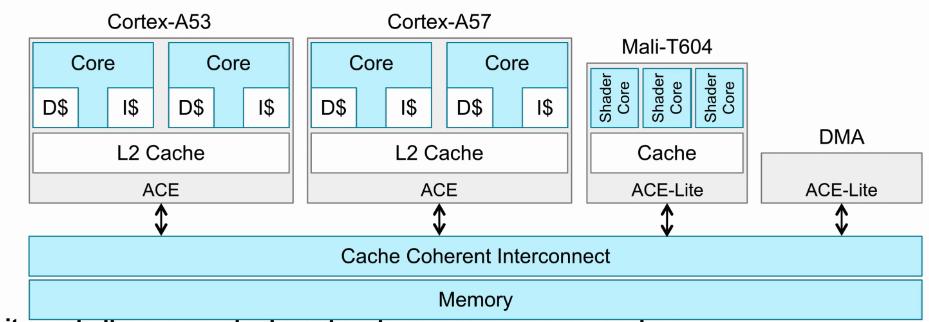 Cortex-A53
Cortex-A57
Mali-T604
DMA
Core
Core
D$
I$
D$
I$
L2 Cache
ACE
Core
Core
D$
I$
D$
I$
L2 Cache
ACE
Shader Core
Shader Core
Shader Core
Cache
ACE-Lite
ACE-Lite
Cache Coherent Interconnect
Memory